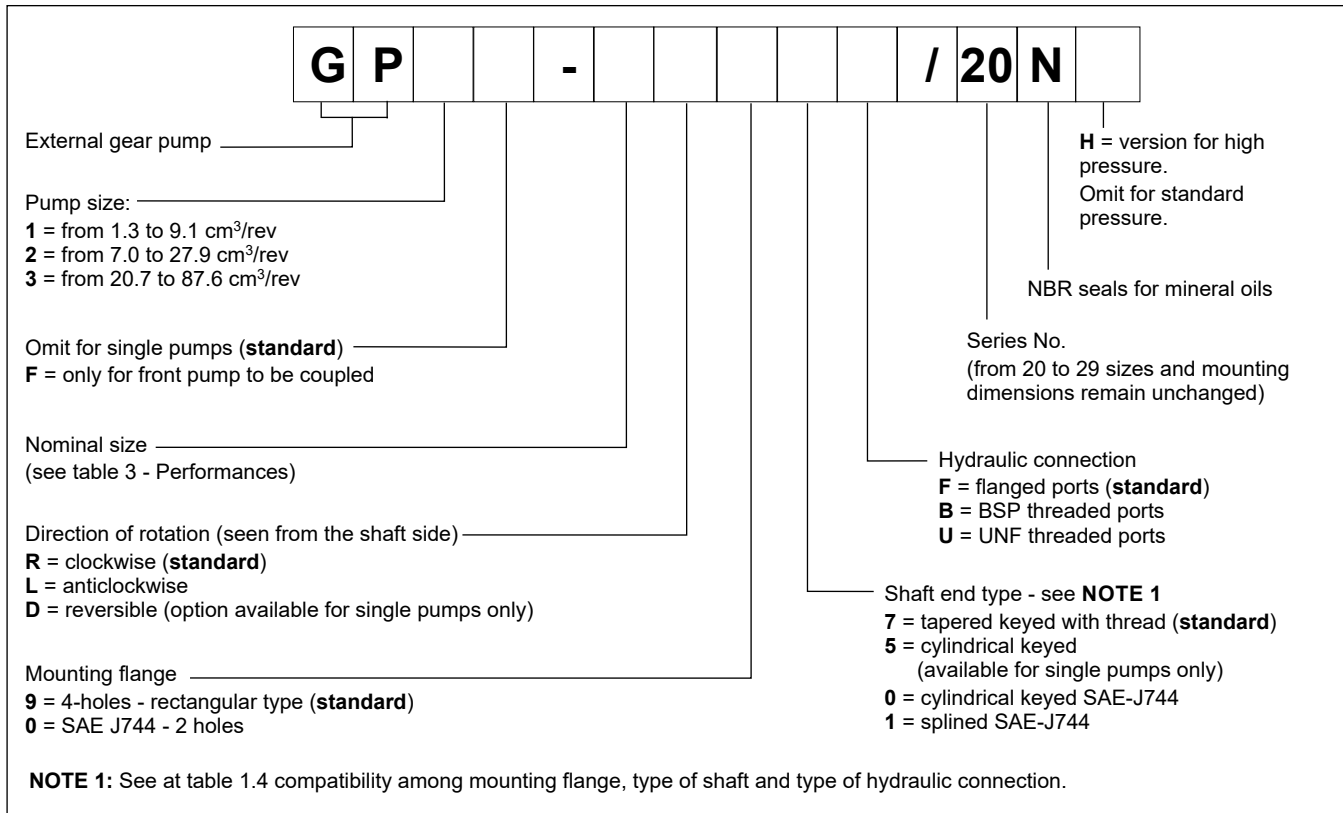 G P - / 20 N
External gear pump
Pump size:
1 = from 1.3 to 9.1 cm³/rev
2 = from 7.0 to 27.9 cm³/rev
3 = from 20.7 to 87.6 cm³/rev
Omit for single pumps (standard)
F = only for front pump to be coupled
Nominal size
(see table 3 - Performances)
Direction of rotation (seen from the shaft side)
R = clockwise (standard)
L = anticlockwise
D = reversible (option available for single pumps only)
Mounting flange
9 = 4-holes - rectangular type (standard)
0 = SAE J744 - 2 holes
H = version for high
pressure.
Omit for standard
pressure.
NBR seals for mineral oils
Series No.
(from 20 to 29 sizes and mounting
dimensions remain unchanged)
Hydraulic connection
F = flanged ports (standard)
B = BSP threaded ports
U = UNF threaded ports
Shaft end type - see NOTE 1
7 = tapered keyed with thread (standard)
5 = cylindrical keyed
(available for single pumps only)
0 = cylindrical keyed SAE-J744
1 = splined SAE-J744
NOTE 1: See at table 1.4 compatibility among mounting flange, type of shaft and type of hydraulic connection.